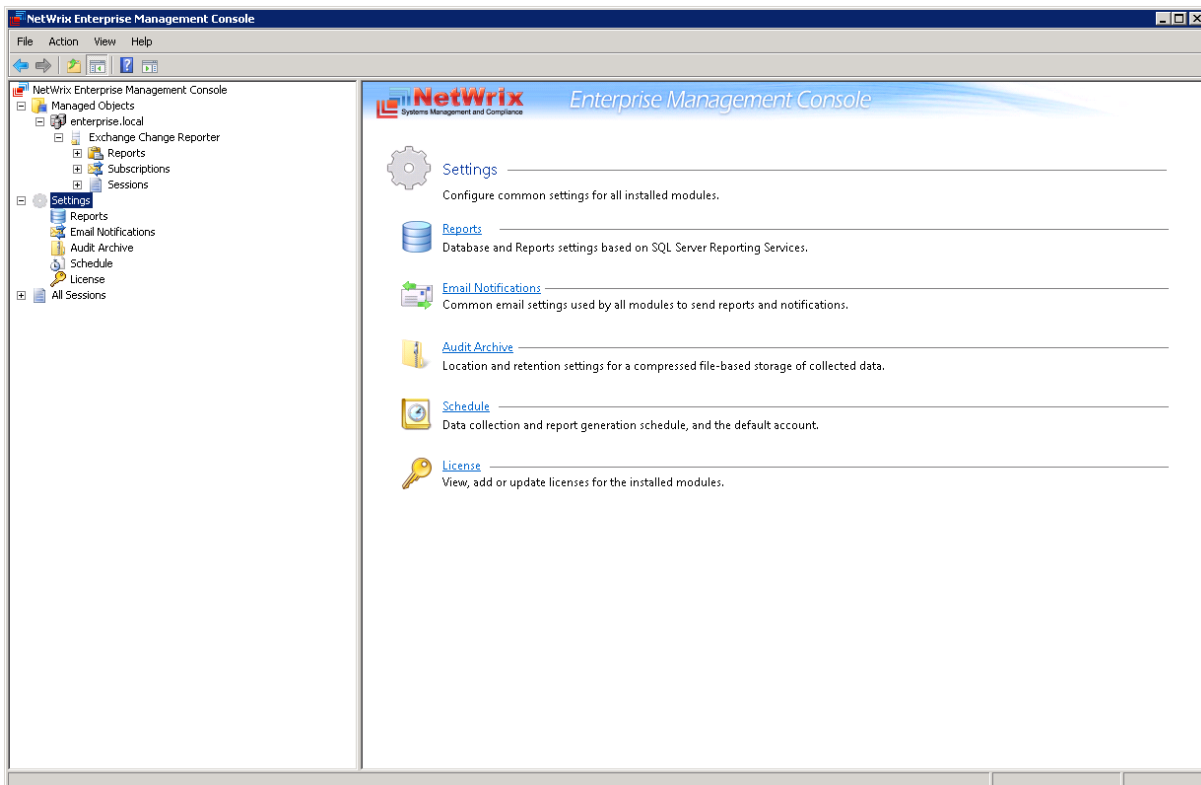 NetWrix Enterprise Management Console
File Action View Help
NetWrix Enterprise Management Console
Managed Objects
enterprise.local
Exchange Change Reporter
Reports
Subscriptions
Sessions
Settings
Reports
Email Notifications
Audit Archive
Schedule
License
All Sessions
NetWrix
Systems Management and Compliance
Enterprise Management Console
Settings
Configure common settings for all installed modules.
Reports
Database and Reports settings based on SQL Server Reporting Services.
Email Notifications
Common email settings used by all modules to send reports and notifications.
Audit Archive
Location and retention settings for a compressed file-based storage of collected data.
Schedule
Data collection and report generation schedule, and the default account.
License
View, add or update licenses for the installed modules.